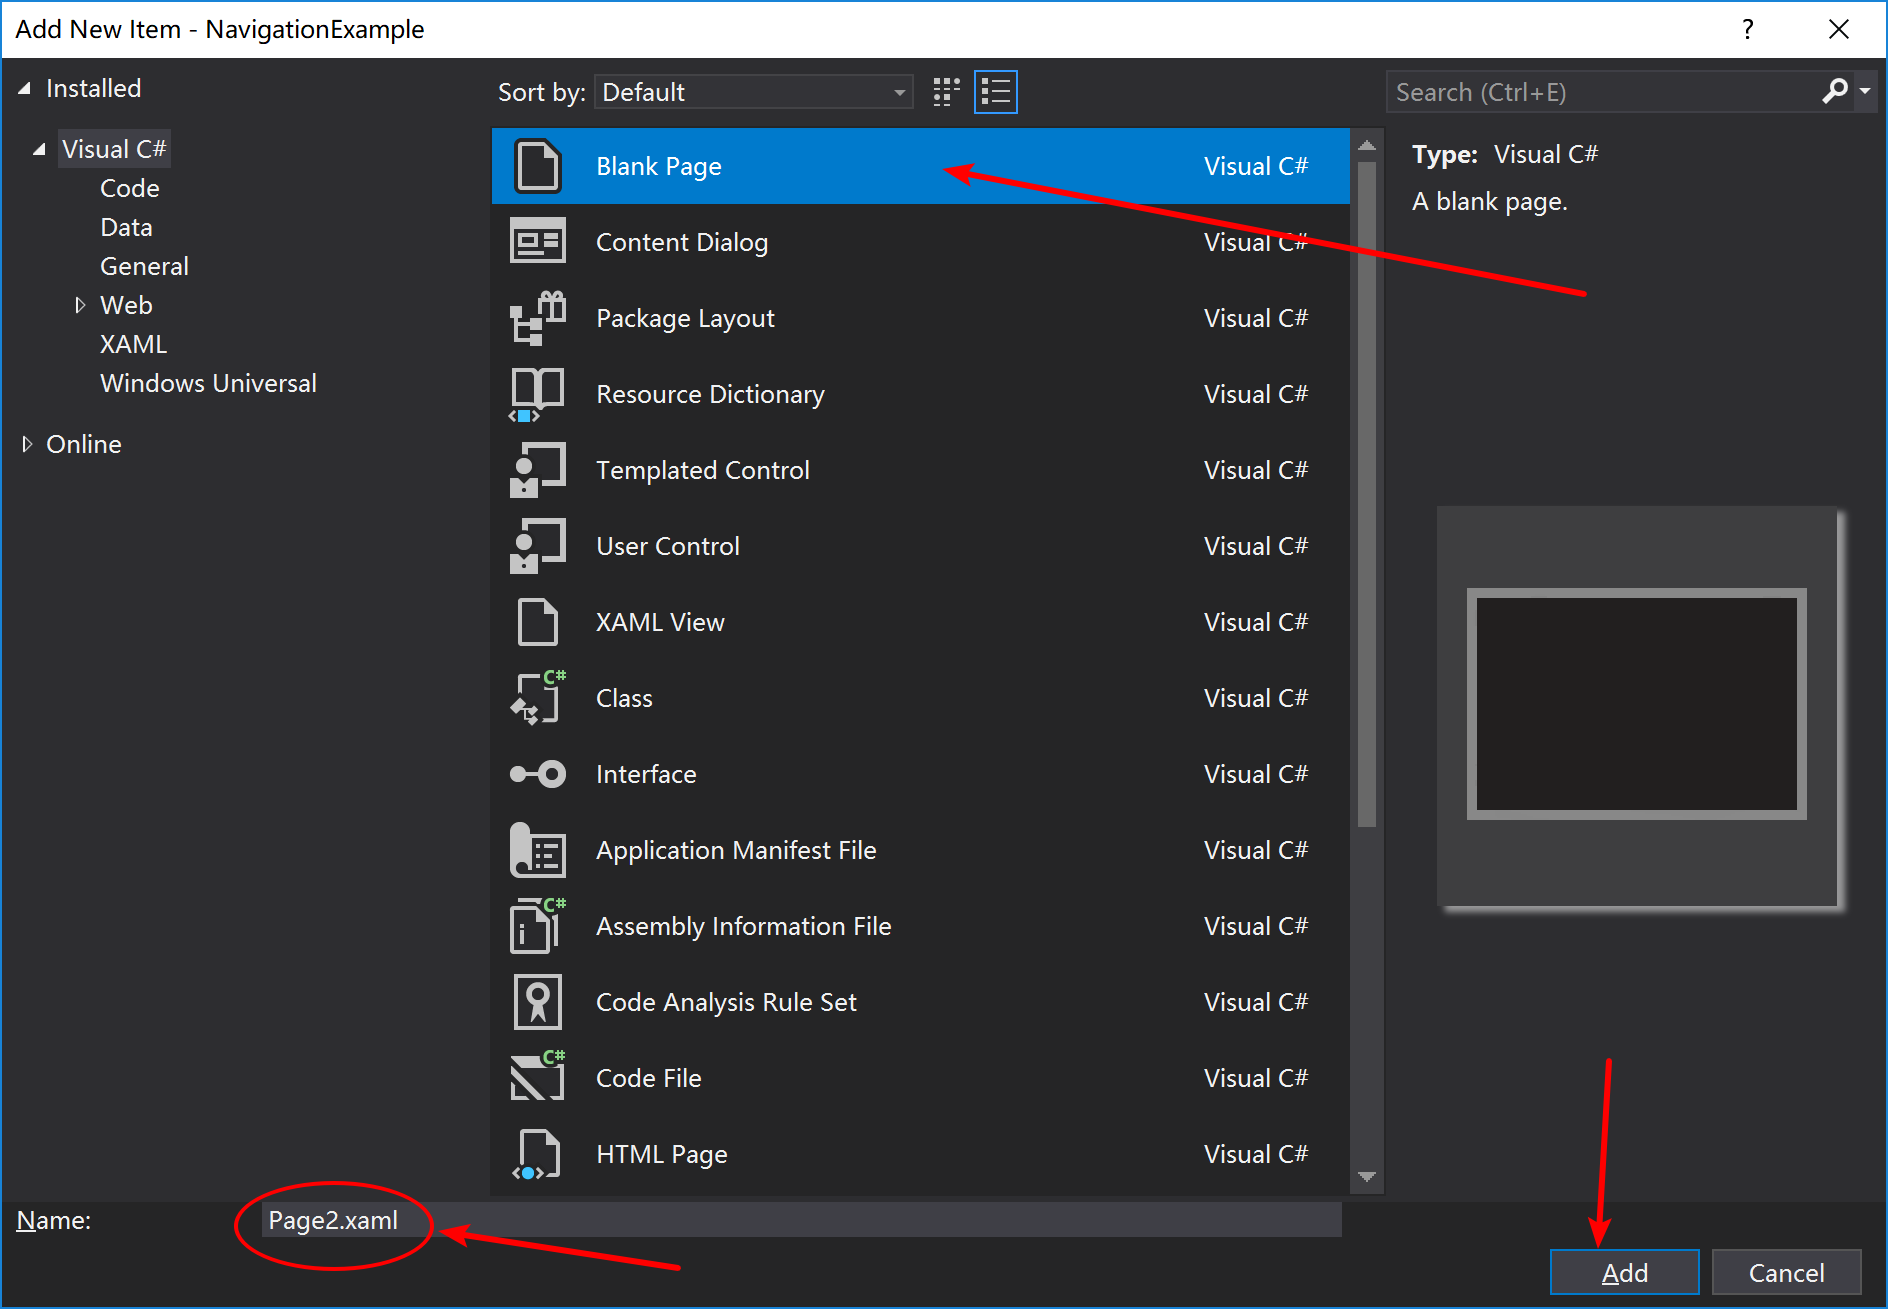 Add New Item - NavigationExample
?
Installed
Visual C#
Code
Data
General
Web
XAML
Windows Universal
Online
Sort by: Default
Search (Ctrl+E)
Blank Page Visual C#
Content Dialog Visual C#
Package Layout Visual C#
Resource Dictionary Visual C#
Templated Control Visual C#
User Control Visual C#
XAML View Visual C#
C#
Class Visual C#
Interface Visual C#
Application Manifest File Visual C#
C#
Assembly Information File Visual C#
Code Analysis Rule Set Visual C#
C#
Code File Visual C#
HTML Page Visual C#
Type: Visual C#
A blank page.
Name: Page2.xaml
Add Cancel